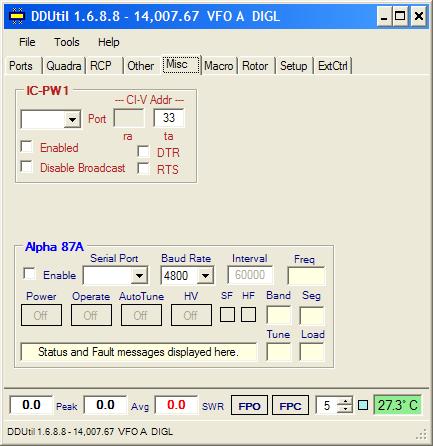 DDUtil 1.6.8.8 - 14,007.67 VFO A DIGL
File Tools Help
Ports Quadra RCP Other Misc Macro Rotor Setup ExtCtrl
IC-PW1
--- CI-V Addr ---
Port 33
ra ta
Enabled DTR
Disable Broadcast RTS
Alpha 87A
Serial Port Baud Rate Interval Freq
Enable 4800 60000
Power Operate AutoTune HV SF HF Band Seg
Off Off Off Off
Tune Load
Status and Fault messages displayed here.
0.0 Peak 0.0 Avg 0.0 SWR FPO FPC 5 27.3° C
DDUtil 1.6.8.8 - 14,007.67 VFO A DIGL